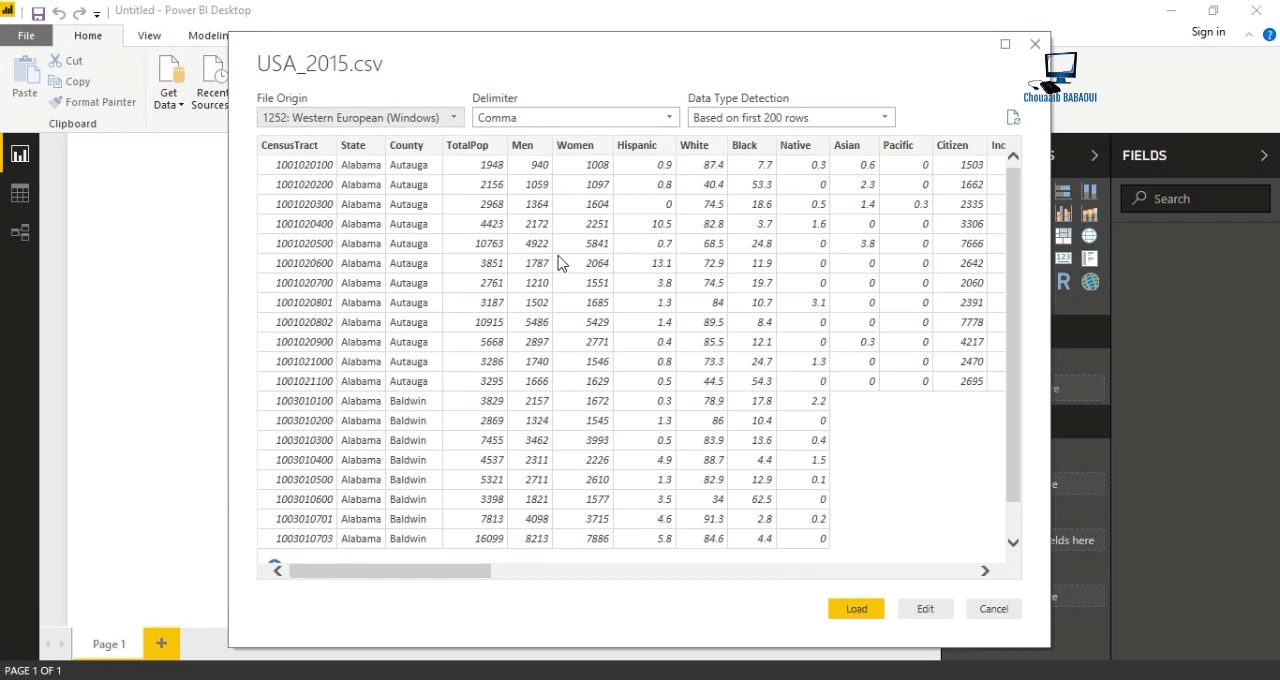 Untitled - Power BI Desktop
File Home View Modelin Sign in
Paste
Cut
Copy
Format Painter
Clipboard
Get Data
Recent Sources
USA_2015.csv
Chouaaib BABAOUI
File Origin Delimiter Data Type Detection
1252: Western European (Windows) Comma Based on first 200 rows
CensusTract State County TotalPop Men Women Hispanic White Black Native Asian Pacific Citizen Inc
1001020100 Alabama Autauga 1948 940 1008 0.9 87.4 7.7 0.3 0.6 0 1503
1001020200 Alabama Autauga 2156 1059 1097 0.8 40.4 53.3 0 2.3 0 1662
1001020300 Alabama Autauga 2968 1364 1604 0 74.5 18.6 0.5 1.4 0.3 2335
1001020400 Alabama Autauga 4423 2172 2251 10.5 82.8 3.7 1.6 0 0 3306
1001020500 Alabama Autauga 10763 4922 5841 0.7 68.5 24.8 0 3.8 0 7666
1001020600 Alabama Autauga 3851 1787 2064 13.1 72.9 11.9 0 0 0 2642
1001020700 Alabama Autauga 2761 1210 1551 3.8 74.5 19.7 0 0 0 2060
1001020801 Alabama Autauga 3187 1502 1685 1.3 84 10.7 3.1 0 0 2391
1001020802 Alabama Autauga 10915 5486 5429 1.4 89.5 8.4 0 0 0 7778
1001020900 Alabama Autauga 5668 2897 2771 0.4 85.5 12.1 0 0.3 0 4217
1001021000 Alabama Autauga 3286 1740 1546 0.8 73.3 24.7 1.3 0 0 2470
1001021100 Alabama Autauga 3295 1666 1629 0.5 44.5 54.3 0 0 0 2695
1003010100 Alabama Baldwin 3829 2157 1672 0.3 78.9 17.8 2.2
1003010200 Alabama Baldwin 2869 1324 1545 1.3 86 10.4 0
1003010300 Alabama Baldwin 7455 3462 3993 0.5 83.9 13.6 0.4
1003010400 Alabama Baldwin 4537 2311 2226 4.9 88.7 4.4 1.5
1003010500 Alabama Baldwin 5321 2711 2610 1.3 82.9 12.9 0.1
1003010600 Alabama Baldwin 3398 1821 1577 3.5 34 62.5 0
1003010701 Alabama Baldwin 7813 4098 3715 4.6 91.3 2.8 0.2
1003010703 Alabama Baldwin 16099 8213 7886 5.8 84.6 4.4 0
Load Edit Cancel
S FIELDS
Search
123
R
re
e
elds here
e
Page 1 +
PAGE 1 OF 1